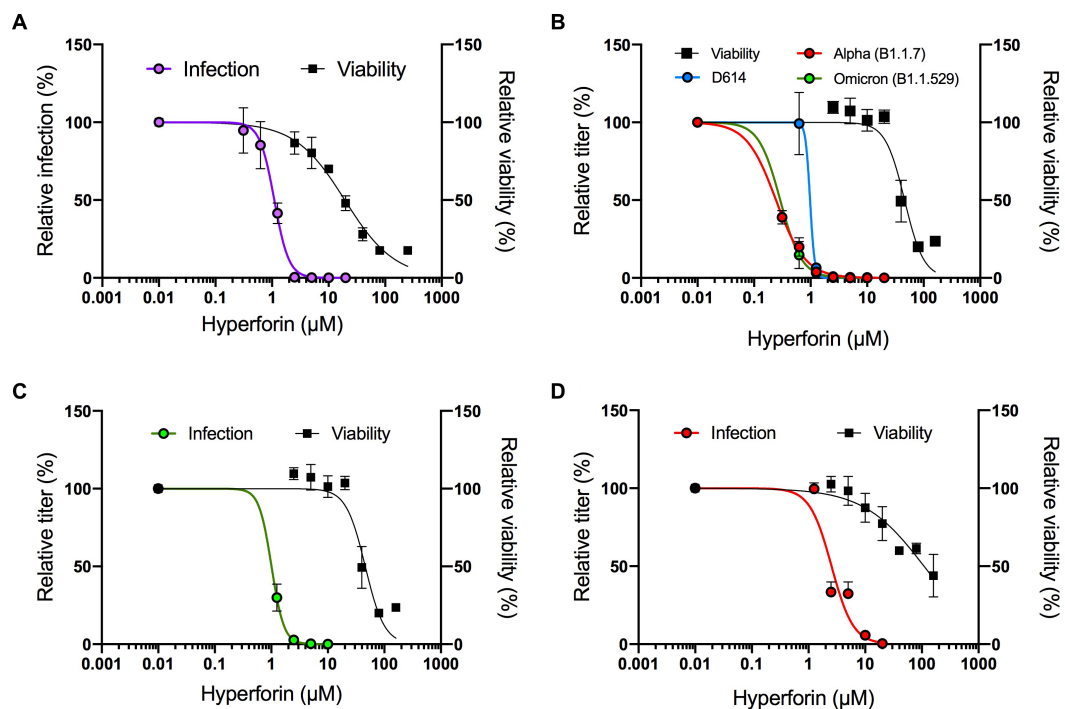 A
Infection
Viability
Relative infection (%)
150
100
50
0
150
100
50
0
Relative viability (%)
0.001 0.01 0.1 1 10 100 1000
Hyperforin (µM)
B
Viability
Alpha (B1.1.7)
D614
Omicron (B1.1.529)
Relative titer (%)
150
100
50
0
150
100
50
0
Relative viability (%)
0.001 0.01 0.1 1 10 100 1000
Hyperforin (µM)
C
Infection
Viability
Relative titer (%)
150
100
50
0
150
100
50
0
Relative viability (%)
0.001 0.01 0.1 1 10 100 1000
Hyperforin (µM)
D
Infection
Viability
Relative titer (%)
150
100
50
0
150
100
50
0
Relative viability (%)
0.001 0.01 0.1 1 10 100 1000
Hyperforin (µM)